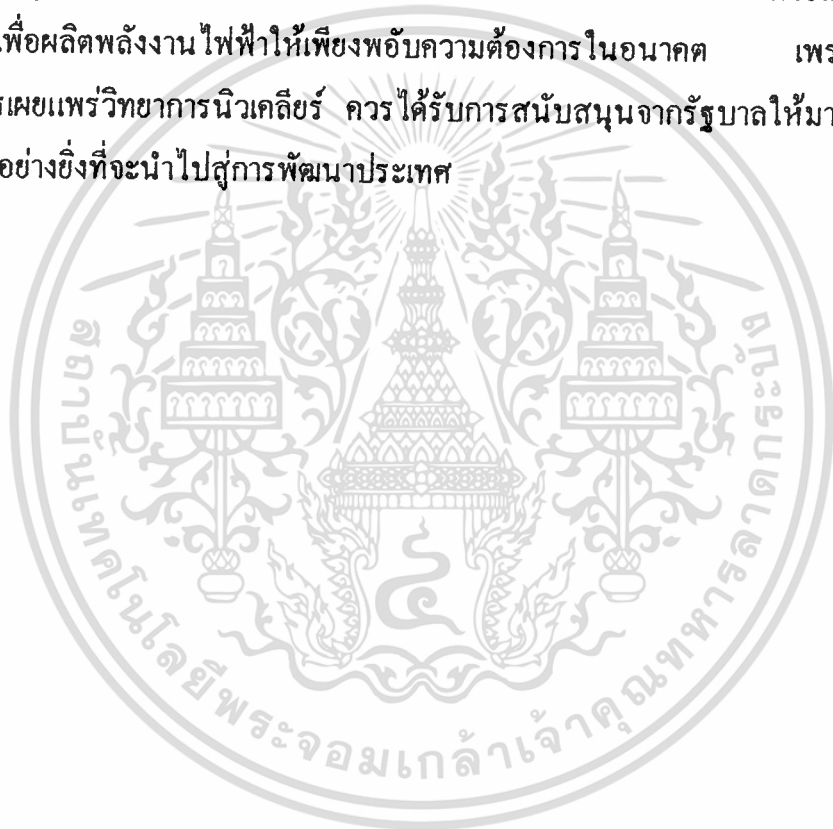 เพื่อผลิตพลังงานไฟฟ้าให้เพียงพอับความต้องการในอนาคต เพร
รเผยแพร่วิทยาการนิวเคลียร์ ควรได้รับการสนับสนุนจากรัฐบาลให้มา
อย่างยิ่งที่จะนำไปสู่การพัฒนาประเทศ
สถาบันเทคโนโลยีพระจอมเกล้าเจ้าคุณทหารลาดกระบัง